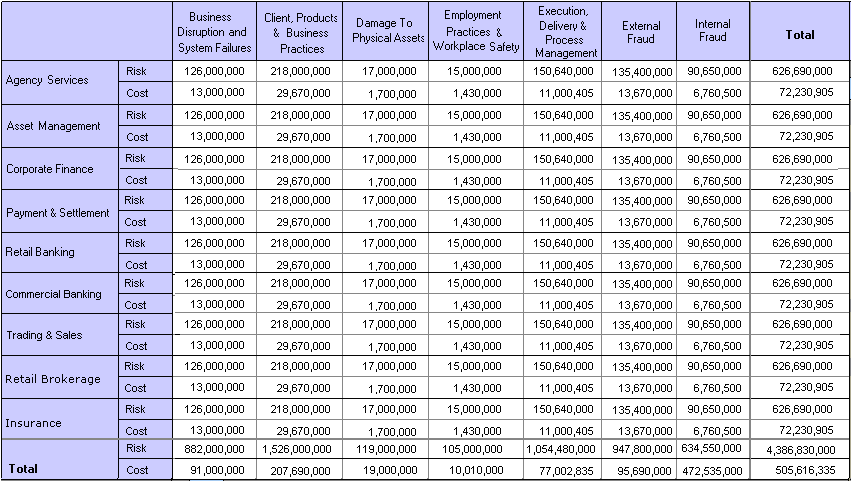 Business Disruption and System Failures Client, Products & Business Practices Damage To Physical Assets Employment Practices & Workplace Safety Execution, Delivery & Process Management External Fraud Internal Fraud Total
Agency Services Risk 126,000,000 218,000,000 17,000,000 15,000,000 150,640,000 135,400,000 90,650,000 626,690,000
Cost 13,000,000 29,670,000 1,700,000 1,430,000 11,000,405 13,670,000 6,760,500 72,230,905
Asset Management Risk 126,000,000 218,000,000 17,000,000 15,000,000 150,640,000 135,400,000 90,650,000 626,690,000
Cost 13,000,000 29,670,000 1,700,000 1,430,000 11,000,405 13,670,000 6,760,500 72,230,905
Corporate Finance Risk 126,000,000 218,000,000 17,000,000 15,000,000 150,640,000 135,400,000 90,650,000 626,690,000
Cost 13,000,000 29,670,000 1,700,000 1,430,000 11,000,405 13,670,000 6,760,500 72,230,905
Payment & Settlement Risk 126,000,000 218,000,000 17,000,000 15,000,000 150,640,000 135,400,000 90,650,000 626,690,000
Cost 13,000,000 29,670,000 1,700,000 1,430,000 11,000,405 13,670,000 6,760,500 72,230,905
Retail Banking Risk 126,000,000 218,000,000 17,000,000 15,000,000 150,640,000 135,400,000 90,650,000 626,690,000
Cost 13,000,000 29,670,000 1,700,000 1,430,000 11,000,405 13,670,000 6,760,500 72,230,905
Commercial Banking Risk 126,000,000 218,000,000 17,000,000 15,000,000 150,640,000 135,400,000 90,650,000 626,690,000
Cost 13,000,000 29,670,000 1,700,000 1,430,000 11,000,405 13,670,000 6,760,500 72,230,905
Trading & Sales Risk 126,000,000 218,000,000 17,000,000 15,000,000 150,640,000 135,400,000 90,650,000 626,690,000
Cost 13,000,000 29,670,000 1,700,000 1,430,000 11,000,405 13,670,000 6,760,500 72,230,905
Retail Brokerage Risk 126,000,000 218,000,000 17,000,000 15,000,000 150,640,000 135,400,000 90,650,000 626,690,000
Cost 13,000,000 29,670,000 1,700,000 1,430,000 11,000,405 13,670,000 6,760,500 72,230,905
Insurance Risk 126,000,000 218,000,000 17,000,000 15,000,000 150,640,000 135,400,000 90,650,000 626,690,000
Cost 13,000,000 29,670,000 1,700,000 1,430,000 11,000,405 13,670,000 6,760,500 72,230,905
Total Risk 882,000,000 1,526,000,000 119,000,000 105,000,000 1,054,480,000 947,800,000 634,550,000 4,386,830,000
Cost 91,000,000 207,690,000 19,000,000 10,010,000 77,002,835 95,690,000 472,535,000 505,616,335